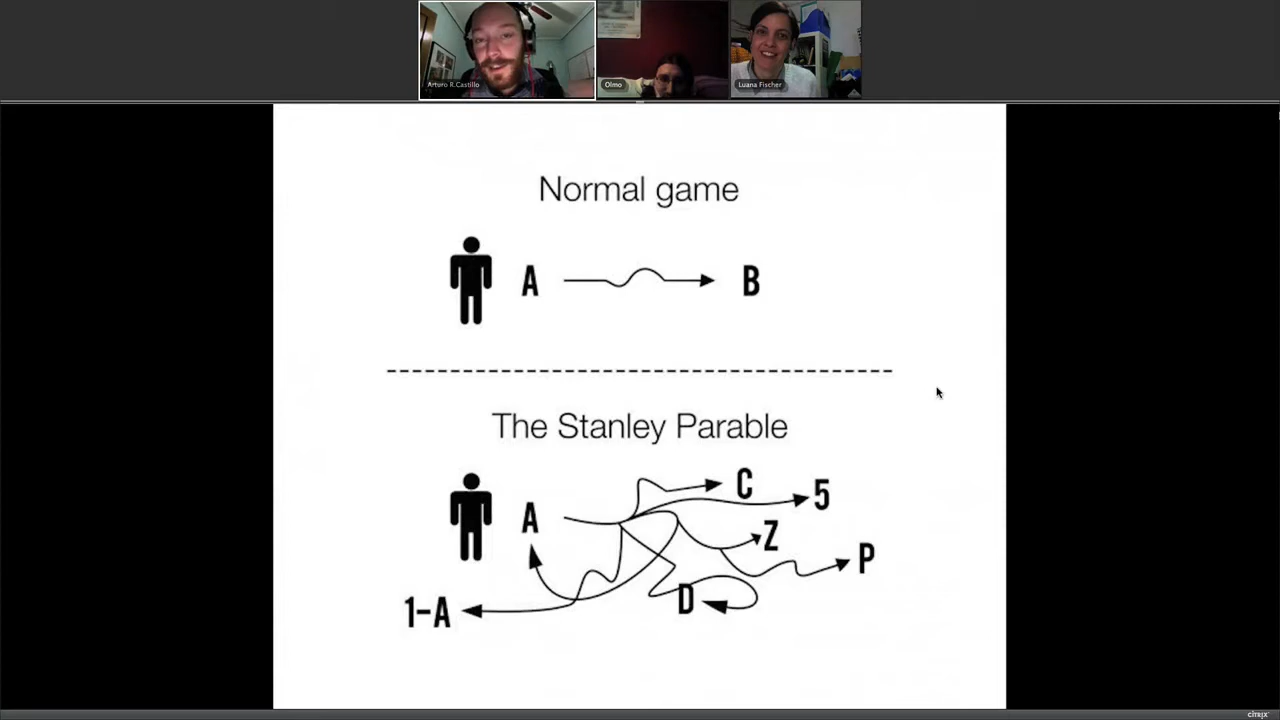 Arturo R.Castillo
Olmo
Luana Fischer
Normal game
A
B
The Stanley Parable
A
C
5
Z
P
D
1-A
citrix